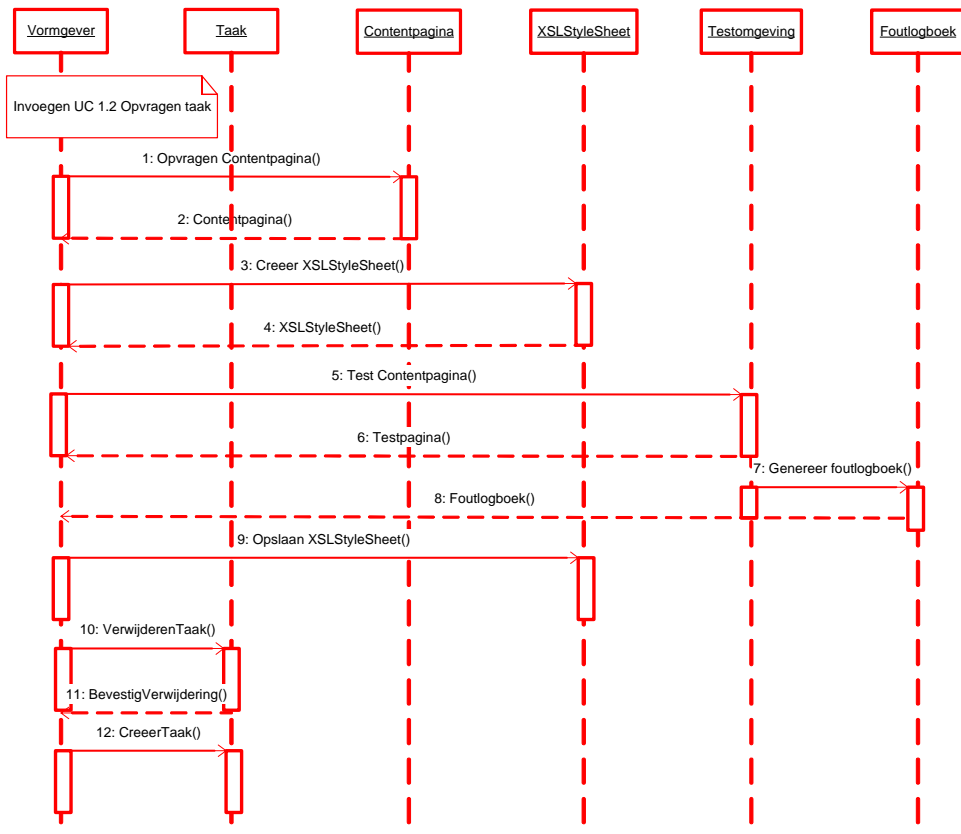 Vormgever
Taak
Contentpagina
XSLStyleSheet
Testomgeving
Foutlogboek
Invoegen UC 1.2 Opvragen taak
1: Opvragen Contentpagina()
2: Contentpagina()
3: Creeer XSLStyleSheet()
4: XSLStyleSheet()
5: Test Contentpagina()
6: Testpagina()
7: Genereer foutlogboek()
8: Foutlogboek()
9: Opslaan XSLStyleSheet()
10: VerwijderenTaak()
11: BevestigVerwijdering()
12: CreeerTaak()